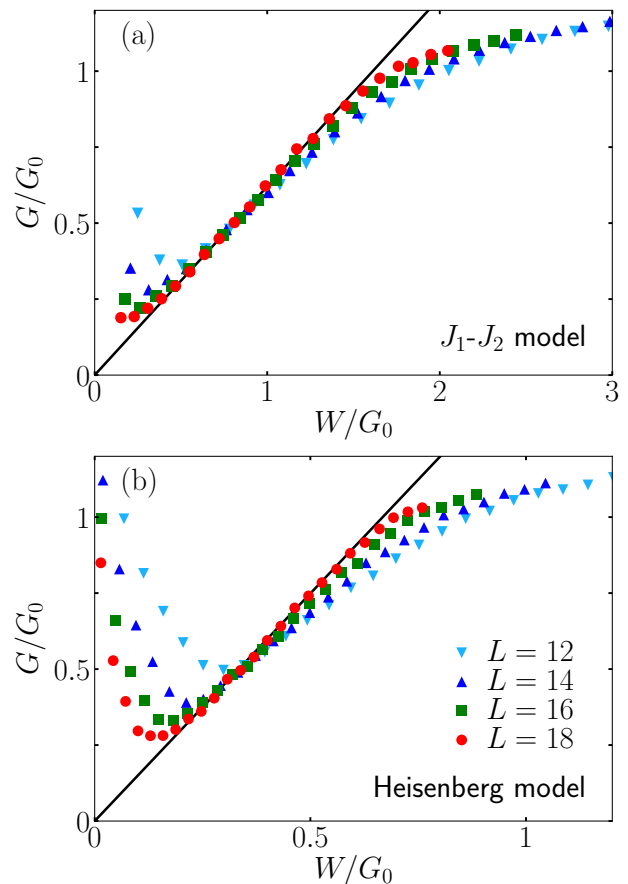 (a)
G/G₀
1
0.5
0
J₁-J₂ model
0 1 2 3
W/G₀
(b)
G/G₀
1
0.5
0
L = 12
L = 14
L = 16
L = 18
Heisenberg model
0 0.5 1
W/G₀